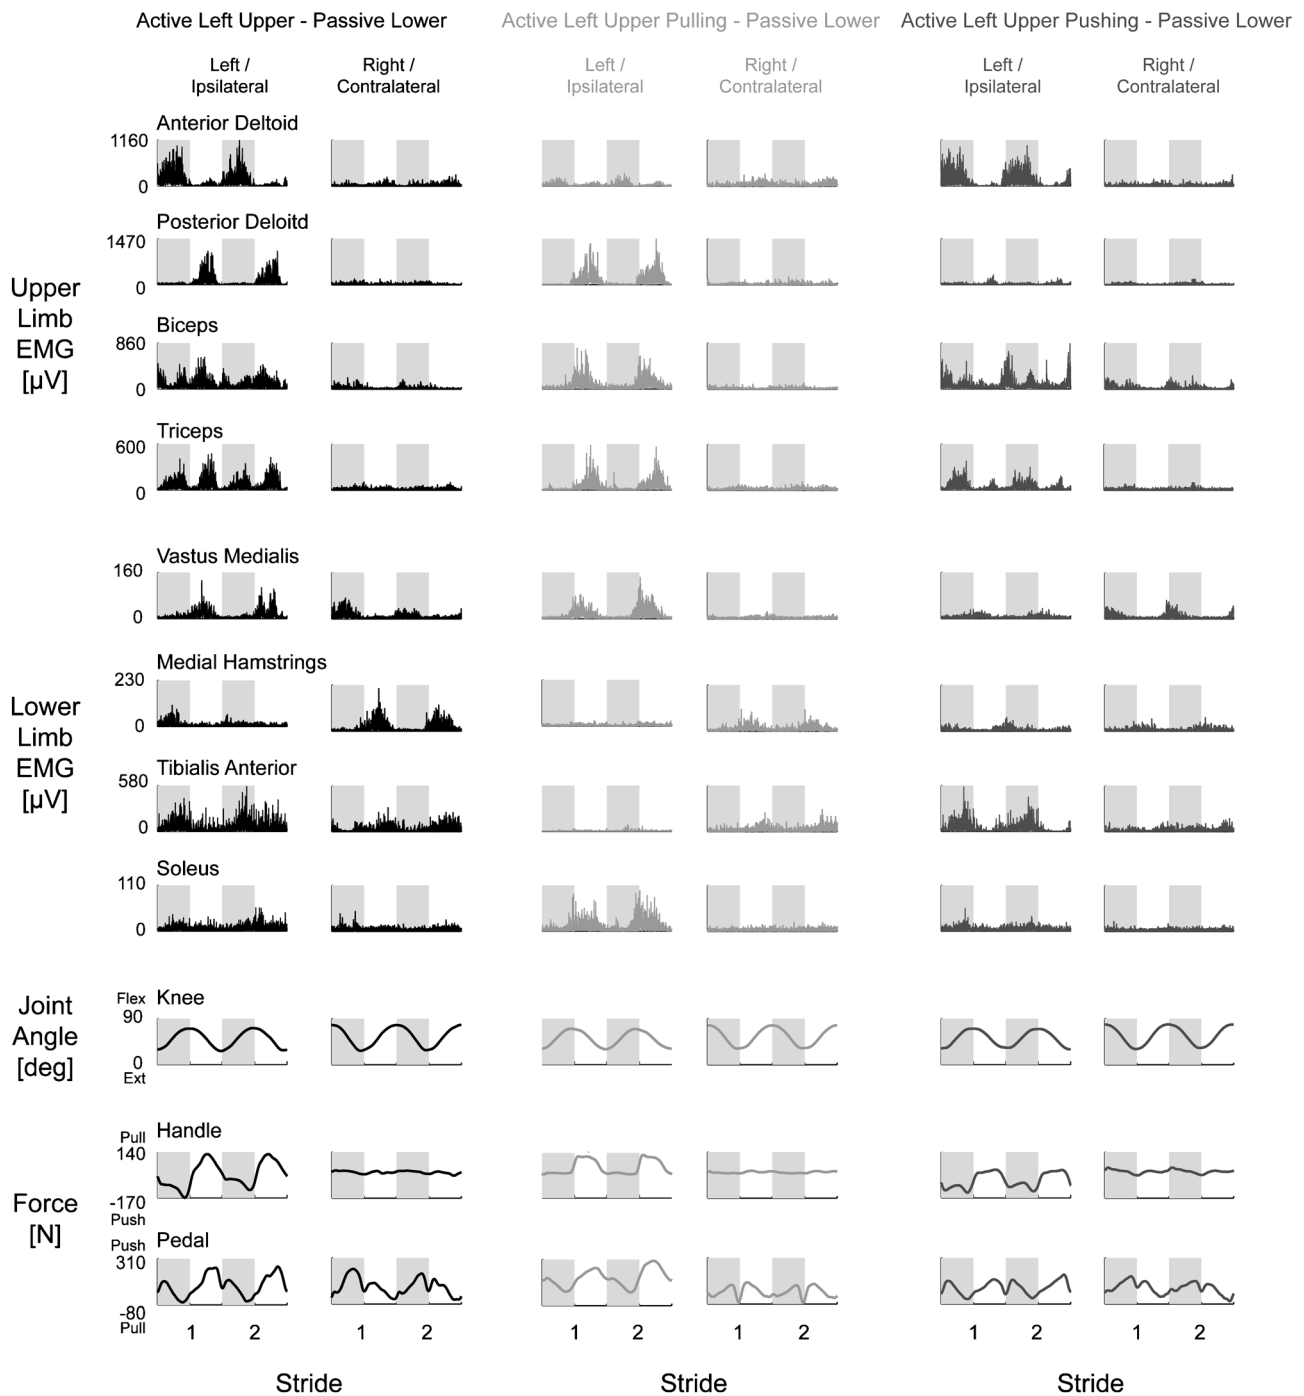 Active Left Upper - Passive Lower
Active Left Upper Pulling - Passive Lower
Active Left Upper Pushing - Passive Lower
Left /
Ipsilateral
Right /
Contralateral
Left /
Ipsilateral
Right /
Contralateral
Left /
Ipsilateral
Right /
Contralateral
Upper
Limb
EMG
[µV]
Anterior Deltoid
1160
0
Posterior Deloitd
1470
0
Biceps
860
0
Triceps
600
0
Lower
Limb
EMG
[µV]
Vastus Medialis
160
0
Medial Hamstrings
230
0
Tibialis Anterior
580
0
Soleus
110
0
Joint
Angle
[deg]
Flex
Knee
90
0
Ext
Force
[N]
Pull
Handle
140
-170
Push
Push
Pedal
310
-80
Pull
1 2 1 2 1 2 1 2 1 2 1 2
Stride Stride Stride